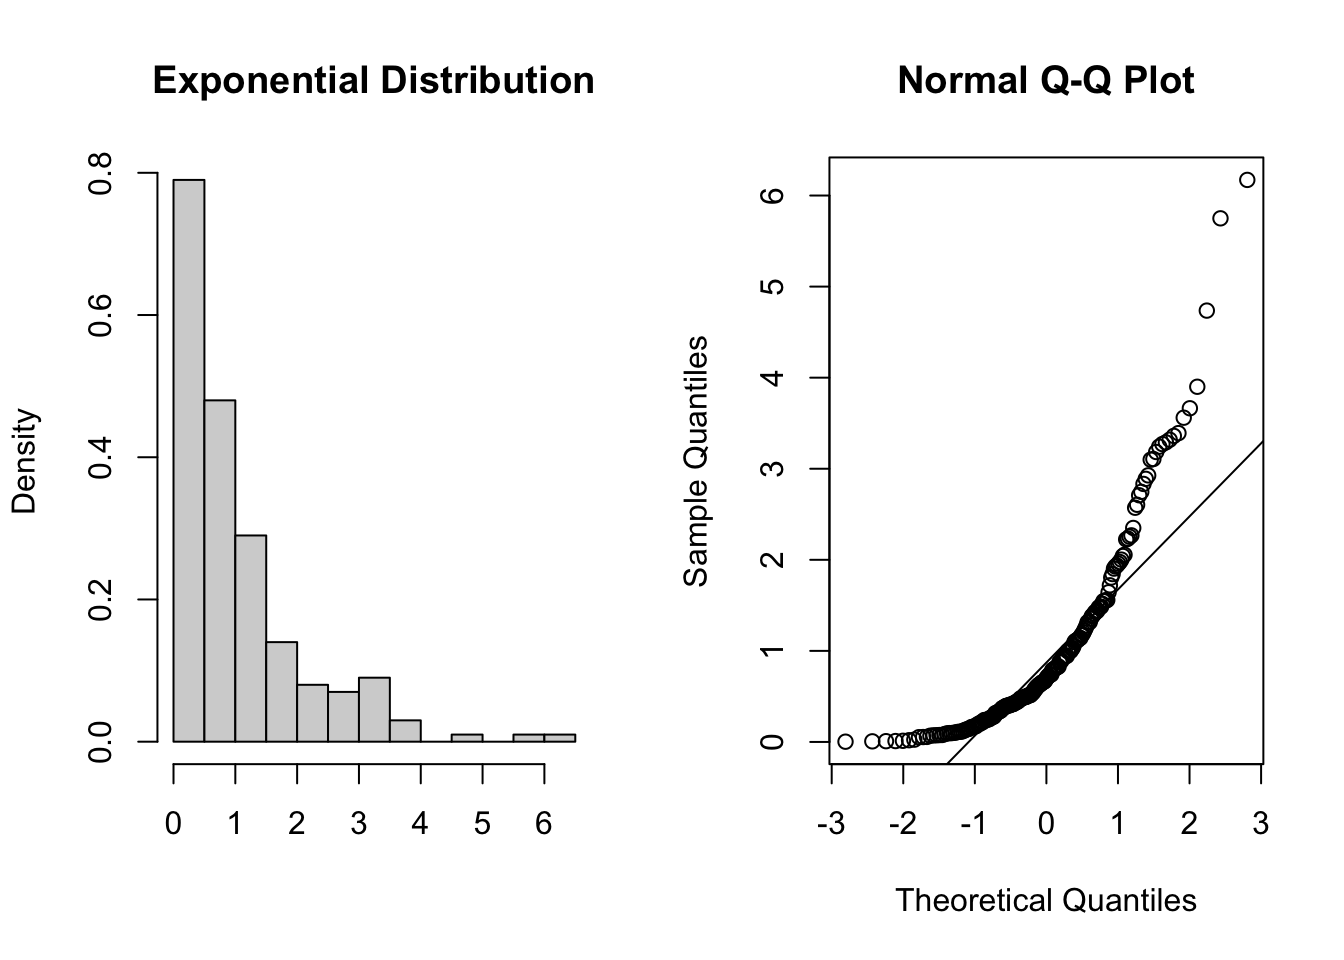 Exponential Distribution
Density
0.0 0.2 0.4 0.6 0.8
0 1 2 3 4 5 6
Normal Q-Q Plot
Sample Quantiles
0 1 2 3 4 5 6
-3 -2 -1 0 1 2 3
Theoretical Quantiles